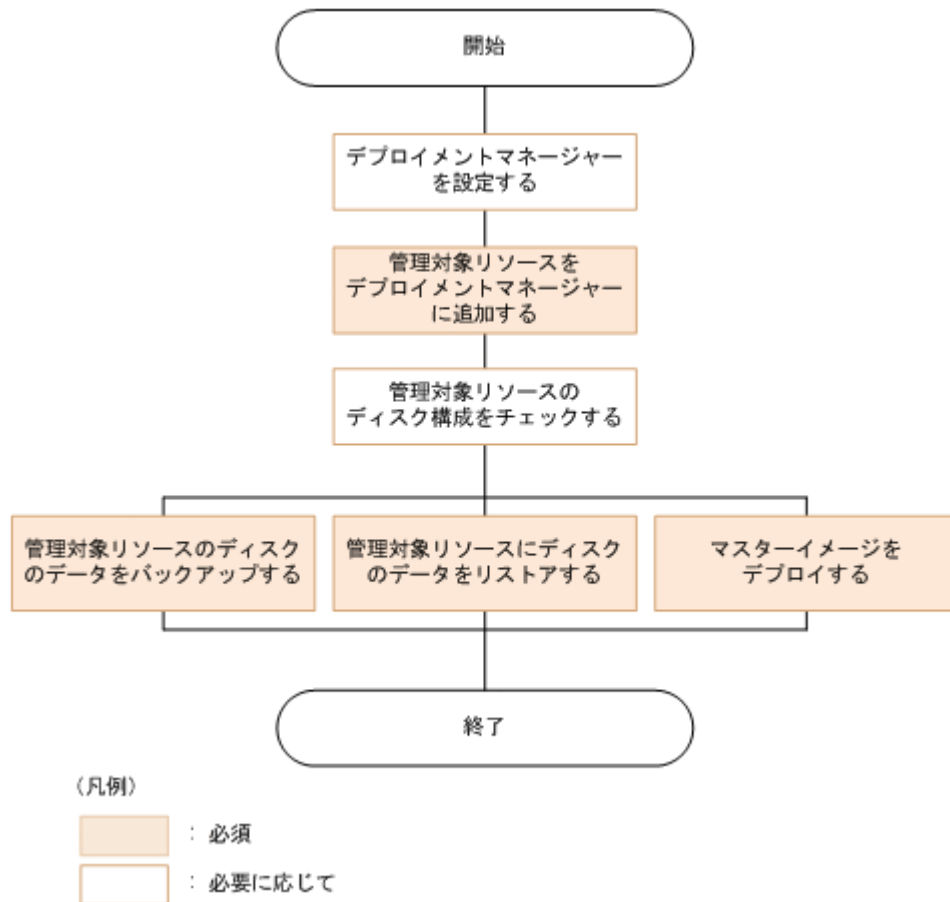 開始
デプロイメントマネージャー
を設定する
管理対象リソースを
デプロイメントマネージャー
に追加する
管理対象リソースの
ディスク構成をチェックする
管理対象リソースのディスク
のデータをバックアップする
管理対象リソースにディスク
のデータをリストアする
マスターイメージを
デプロイする
終了
（凡例）
：必須
：必要に応じて